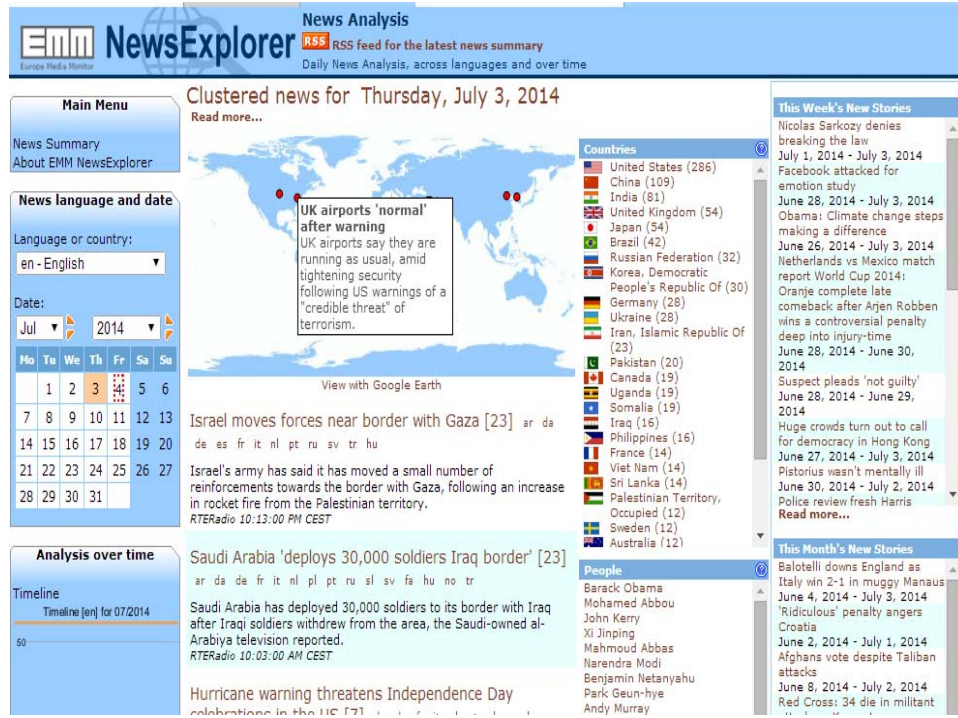 EMM
Europe Media Monitor
NewsExplorer
News Analysis
RSS RSS feed for the latest news summary
Daily News Analysis, across languages and over time
Main Menu
News Summary
About EMM NewsExplorer
News language and date
Language or country:
en - English
Date:
Jul 2014
Mo Tu We Th Fr Sa Su
1 2 3 4 5 6
7 8 9 10 11 12 13
14 15 16 17 18 19 20
21 22 23 24 25 26 27
28 29 30 31
Analysis over time
Timeline
Timeline [en] for 07/2014
50
Clustered news for Thursday, July 3, 2014
Read more...
UK airports 'normal'
after warning
UK airports say they are
running as usual, amid
tightening security
following US warnings of a
"credible threat" of
terrorism.
View with Google Earth
Israel moves forces near border with Gaza [23] ar da
de es fr it nl pt ru sv tr hu
Israel's army has said it has moved a small number of
reinforcements towards the border with Gaza, following an increase
in rocket fire from the Palestinian territory.
RTERadio 10:13:00 PM CEST
Saudi Arabia 'deploys 30,000 soldiers Iraq border' [23]
ar da de fr it nl pl pt ru sl sv fa hu no tr
Saudi Arabia has deployed 30,000 soldiers to its border with Iraq
after Iraqi soldiers withdrew from the area, the Saudi-owned al-
Arabiya television reported.
RTERadio 10:03:00 AM CEST
Hurricane warning threatens Independence Day
celebrations in the US [7]
Countries
United States (286)
China (109)
India (81)
United Kingdom (54)
Japan (54)
Brazil (42)
Russian Federation (32)
Korea, Democratic
People's Republic Of (30)
Germany (28)
Ukraine (28)
Iran, Islamic Republic Of
(23)
Pakistan (20)
Canada (19)
Uganda (19)
Somalia (19)
Iraq (16)
Philippines (16)
France (14)
Viet Nam (14)
Sri Lanka (14)
Palestinian Territory,
Occupied (12)
Sweden (12)
Australia (12)
People
Barack Obama
Mohamed Abbou
John Kerry
Xi Jinping
Mahmoud Abbas
Narendra Modi
Benjamin Netanyahu
Park Geun-hye
Andy Murray
This Week's New Stories
Nicolas Sarkozy denies
breaking the law
July 1, 2014 - July 3, 2014
Facebook attacked for
emotion study
June 28, 2014 - July 3, 2014
Obama: Climate change steps
making a difference
June 26, 2014 - July 3, 2014
Netherlands vs Mexico match
report World Cup 2014:
Oranje complete late
comeback after Arjen Robben
wins a controversial penalty
deep into injury-time
June 28, 2014 - June 30,
2014
Suspect pleads 'not guilty'
June 28, 2014 - June 29,
2014
Huge crowds turn out to call
for democracy in Hong Kong
June 27, 2014 - July 3, 2014
Pistorius wasn't mentally ill
June 30, 2014 - July 2, 2014
Police review fresh Harris
Read more...
This Month's New Stories
Balotelli downs England as
Italy win 2-1 in muggy Manaus
June 4, 2014 - July 3, 2014
'Ridiculous' penalty angers
Croatia
June 2, 2014 - July 1, 2014
Afghans vote despite Taliban
attacks
June 8, 2014 - July 2, 2014
Red Cross: 34 die in militant